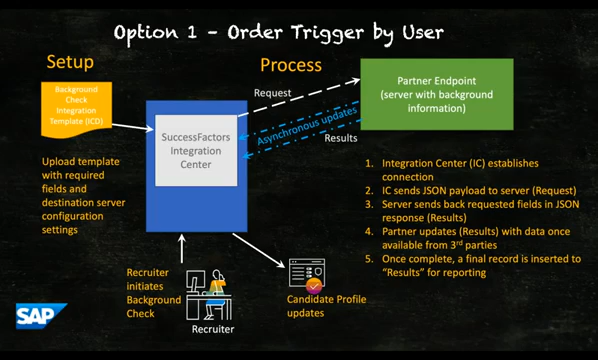 Option 1 – Order Trigger by User
Setup
Process
Background
Check
Integration
Template (ICD)
Request
Partner Endpoint
(server with background
information)
Asynchronous updates
Results
SuccessFactors
Integration
Center
Upload template
with required
fields and
destination server
configuration
settings
1. Integration Center (IC) establishes
connection
2. IC sends JSON payload to server (Request)
3. Server sends back requested fields in JSON
response (Results)
4. Partner updates (Results) with data once
available from 3rd parties
5. Once complete, a final record is inserted to
"Results" for reporting
Recruiter
initiates
Background
Check
Recruiter
Candidate Profile
updates
SAP